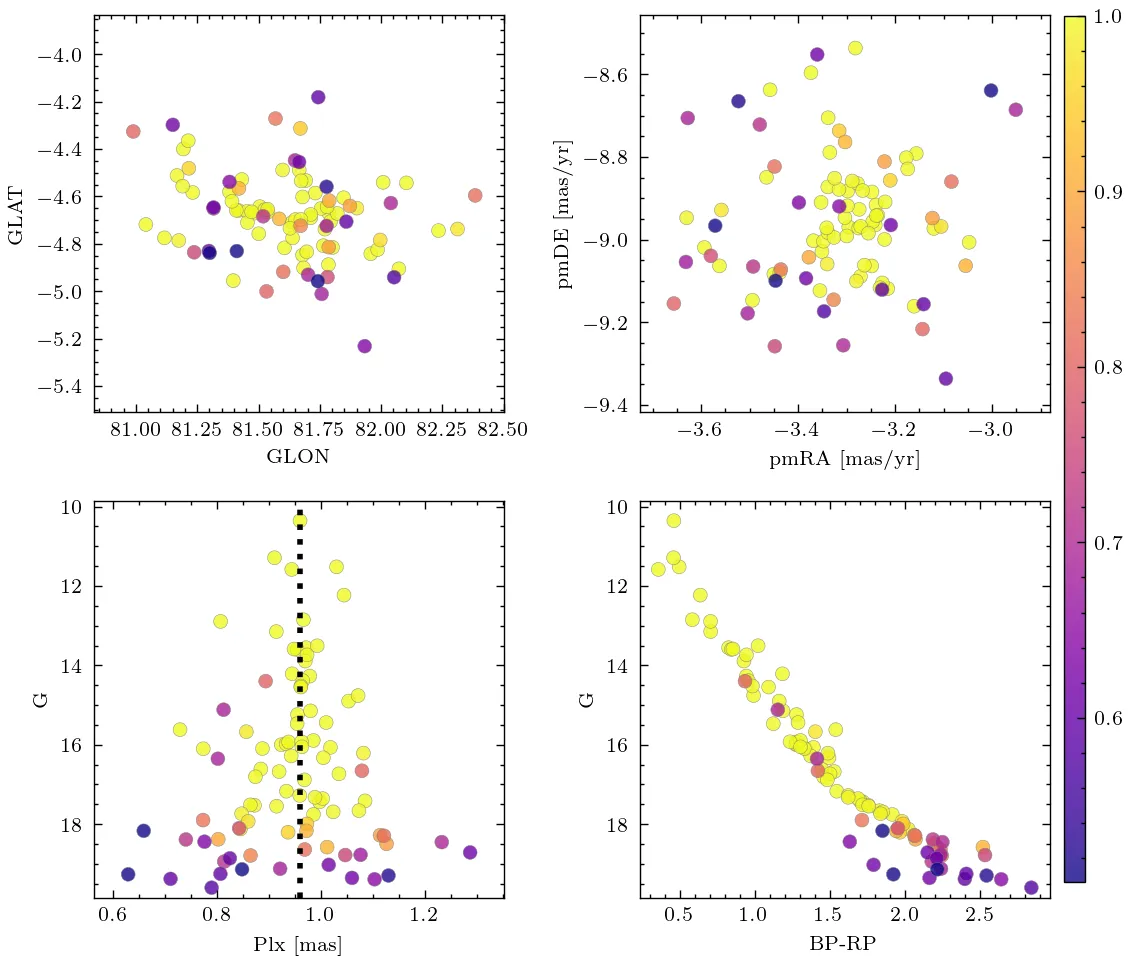 −4.0
−4.2
−4.4
−4.6
−4.8
−5.0
−5.2
−5.4
GLAT
81.00 81.25 81.50 81.75 82.00 82.25 82.50
GLON
−8.6
−8.8
−9.0
−9.2
−9.4
pmDE [mas/yr]
−3.6 −3.4 −3.2 −3.0
pmRA [mas/yr]
1.0
0.9
0.8
0.7
0.6
10
12
14
16
18
G
0.6 0.8 1.0 1.2
Plx [mas]
10
12
14
16
18
G
0.5 1.0 1.5 2.0 2.5
BP-RP